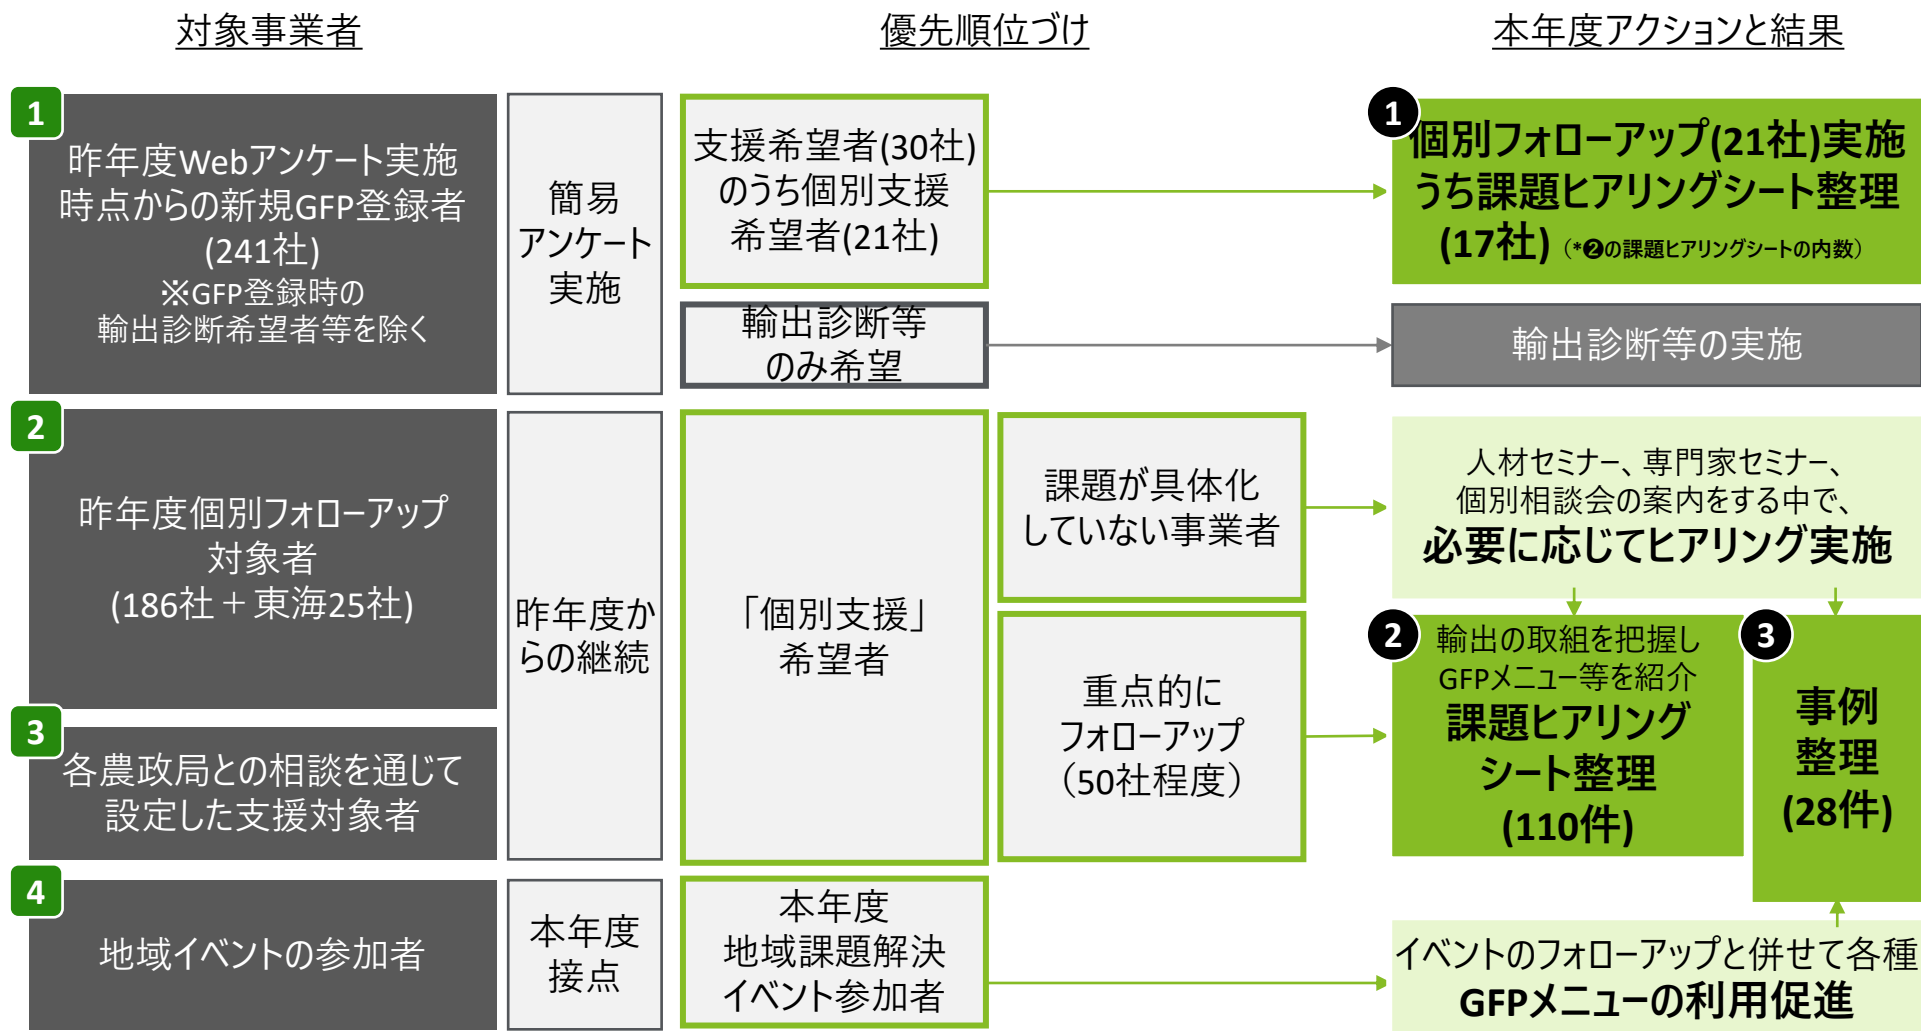 対象事業者
優先順位づけ
本年度アクションと結果
1
昨年度Webアンケート実施
時点からの新規GFP登録者
(241社)
※GFP登録時の
輸出診断希望者等を除く
簡易
アンケート
実施
支援希望者(30社)
のうち個別支援
希望者(21社)
1
個別フォローアップ(21社)実施
うち課題ヒアリングシート整理
(17社)（*❷の課題ヒアリングシートの内数）
輸出診断等
のみ希望
輸出診断等の実施
2
昨年度個別フォローアップ
対象者
(186社＋東海25社)
3
各農政局との相談を通じて
設定した支援対象者
昨年度か
らの継続
「個別支援」
希望者
課題が具体化
していない事業者
重点的に
フォローアップ
（50社程度）
人材セミナー、専門家セミナー、
個別相談会の案内をする中で、
必要に応じてヒアリング実施
2
輸出の取組を把握し
GFPメニュー等を紹介
課題ヒアリング
シート整理
(110件)
3
事例
整理
(28件)
4
地域イベントの参加者
本年度
接点
本年度
地域課題解決
イベント参加者
イベントのフォローアップと併せて各種
GFPメニューの利用促進